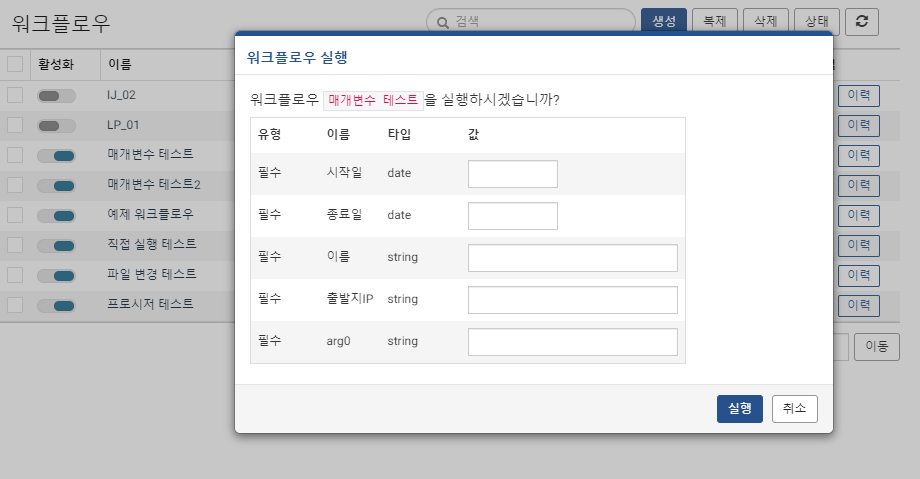 워크플로우
검색
생성 복제 삭제 상태
활성화 이름
워크플로우 실행
워크플로우 매개변수 테스트을 실행하시겠습니까?
유형 이름 타입 값
필수 시작일 date
필수 종료일 date
필수 이름 string
필수 출발지IP string
필수 arg0 string
실행 취소
IJ_02 이력
LP_01 이력
매개변수 테스트 이력
매개변수 테스트2 이력
예제 워크플로우 이력
직접 실행 테스트 이력
파일 변경 테스트 이력
프로시저 테스트 이력
이동